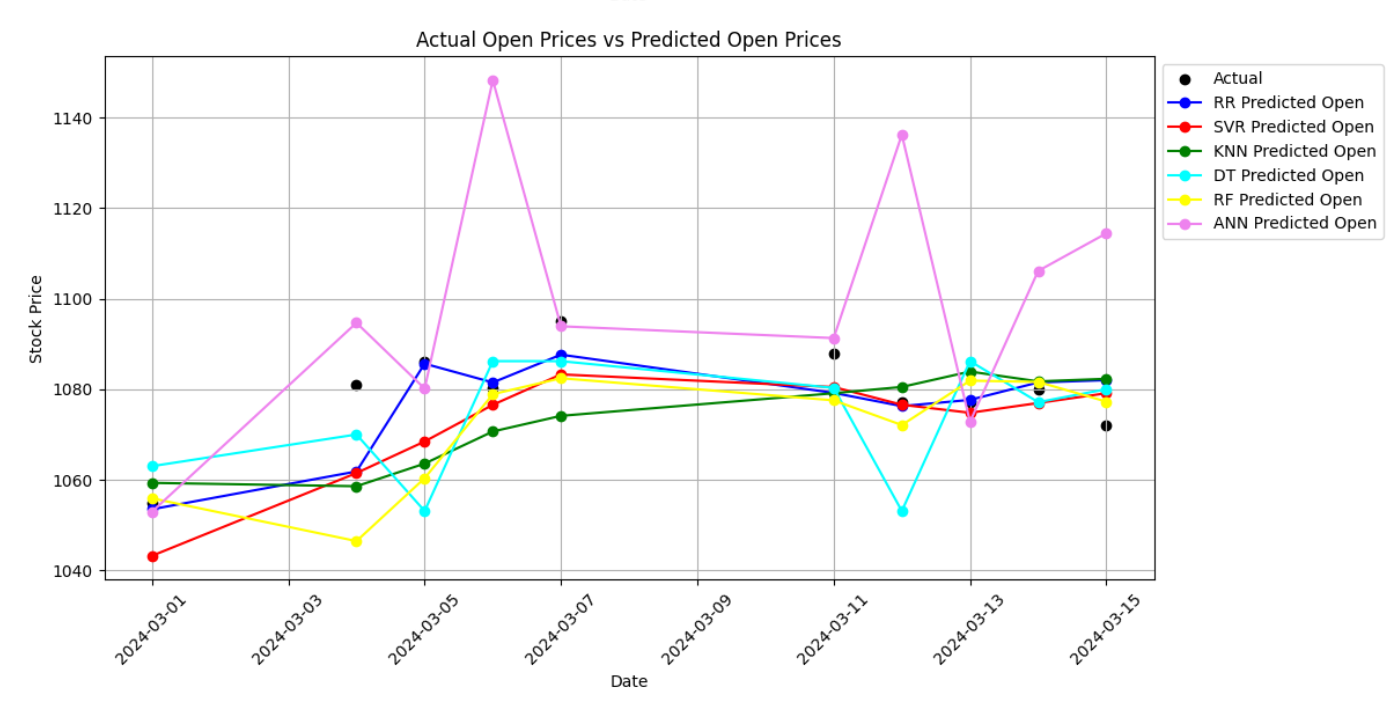 Actual Open Prices vs Predicted Open Prices
Actual
RR Predicted Open
SVR Predicted Open
KNN Predicted Open
DT Predicted Open
RF Predicted Open
ANN Predicted Open
Stock Price
1140
1120
1100
1080
1060
1040
2024-03-01
2024-03-03
2024-03-05
2024-03-07
2024-03-09
2024-03-11
2024-03-13
2024-03-15
Date